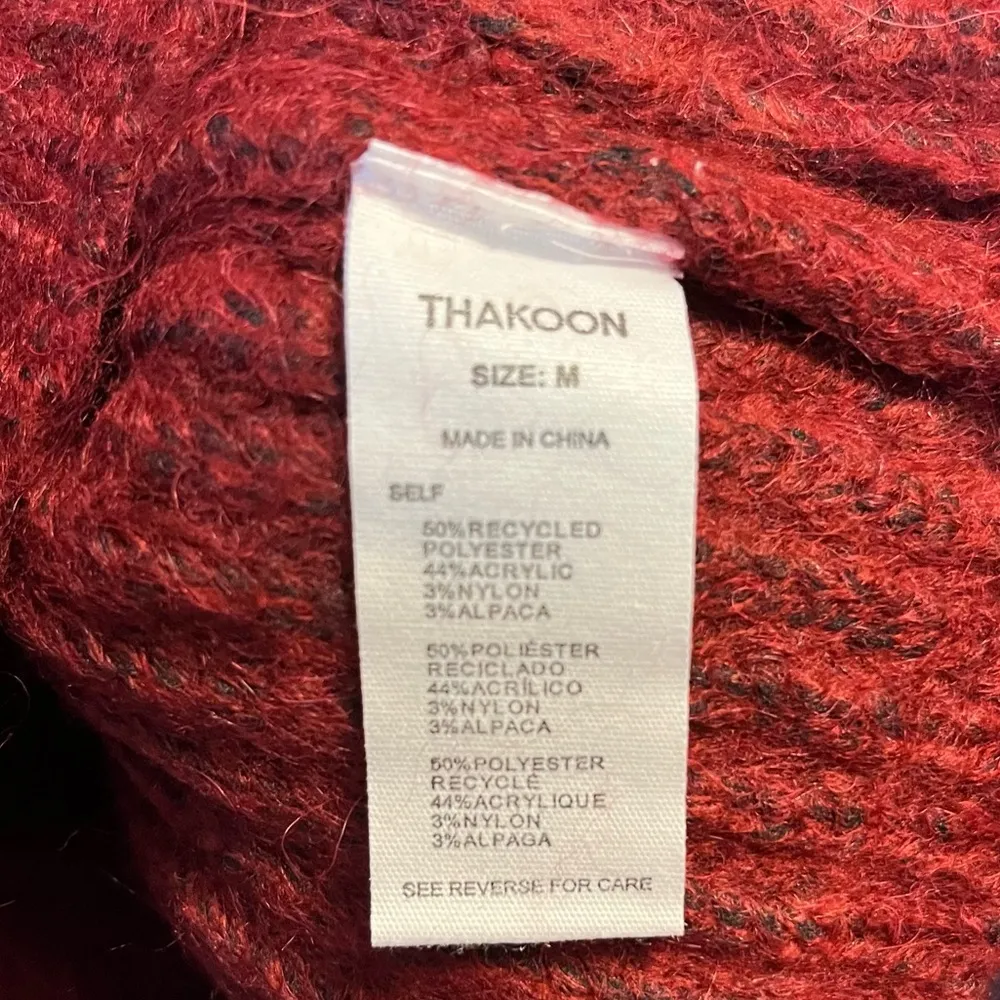 THAKOON
SIZE: M
MADE IN CHINA
SELF
50%RECYCLED
POLYESTER
44%ACRYLIC
3%NYLON
3%ALPACA
50%POLIÉSTER
RECICLADO
44%ACRÍLICO
3%NYLON
3%ALPACA
50%POLYESTER
RECYCLÉ
44%ACRYLIQUE
3%NYLON
3%ALPAGA
SEE REVERSE FOR CARE